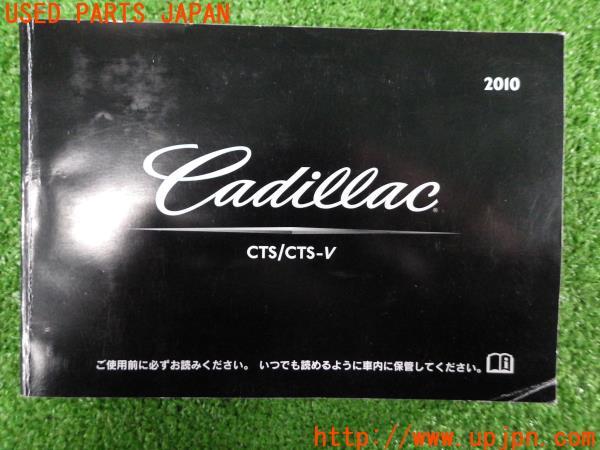 USED PARTS JAPAN
2010
Cadillac®
CTS/CTS-V
ご使用前に必ずお読みください。 いつでも読めるように車内に保管してください。
http://www.upjpn.com